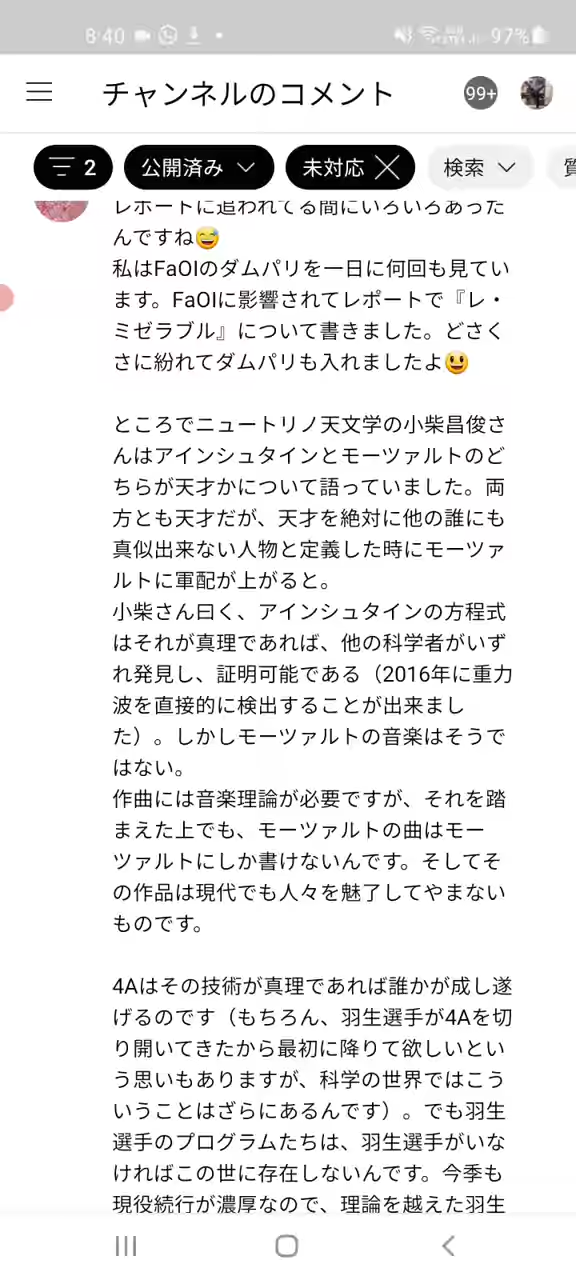 8:40
97%
チャンネルのコメント
99+
2
公開済み
未対応
検索
質
レポートに追われてる間にいろいろあった
んですね😅
私はFaOIのダムパリを一日に何回も見てい
ます。FaOIに影響されてレポートで『レ・
ミゼラブル』について書きました。どさく
さに紛れてダムパリも入れましたよ😃
ところでニュートリノ天文学の小柴昌俊さ
んはアインシュタインとモーツァルトのど
ちらが天才かについて語っていました。両
方とも天才だが、天才を絶対に他の誰にも
真似出来ない人物と定義した時にモーツァ
ルトに軍配が上がると。
小柴さん曰く、アインシュタインの方程式
はそれが真理であれば、他の科学者がいず
れ発見し、証明可能である（2016年に重力
波を直接的に検出することが出来まし
た）。しかしモーツァルトの音楽はそうで
はない。
作曲には音楽理論が必要ですが、それを踏
まえた上でも、モーツァルトの曲はモー
ツァルトにしか書けないんです。そしてそ
の作品は現代でも人々を魅了してやまない
ものです。
4Aはその技術が真理であれば誰かが成し遂
げるのです（もちろん、羽生選手が4Aを切
り開いてきたから最初に降りて欲しいとい
う思いもありますが、科学の世界ではこう
いうことはざらにあるんです）。でも羽生
選手のプログラムたちは、羽生選手がいな
ければこの世に存在しないんです。今季も
現役続行が濃厚なので、理論を越えた羽生